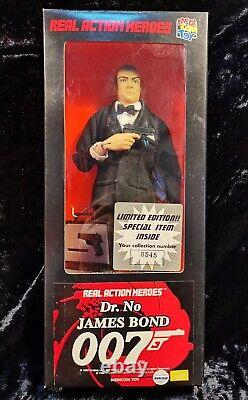 REAL ACTION HEROES
TOY
LIMITED EDITION!!
SPECIAL ITEM
INSIDE
Your collection number
0545
REAL ACTION HEROES
Dr. No
JAMES BOND
007
MEDICOM TOY